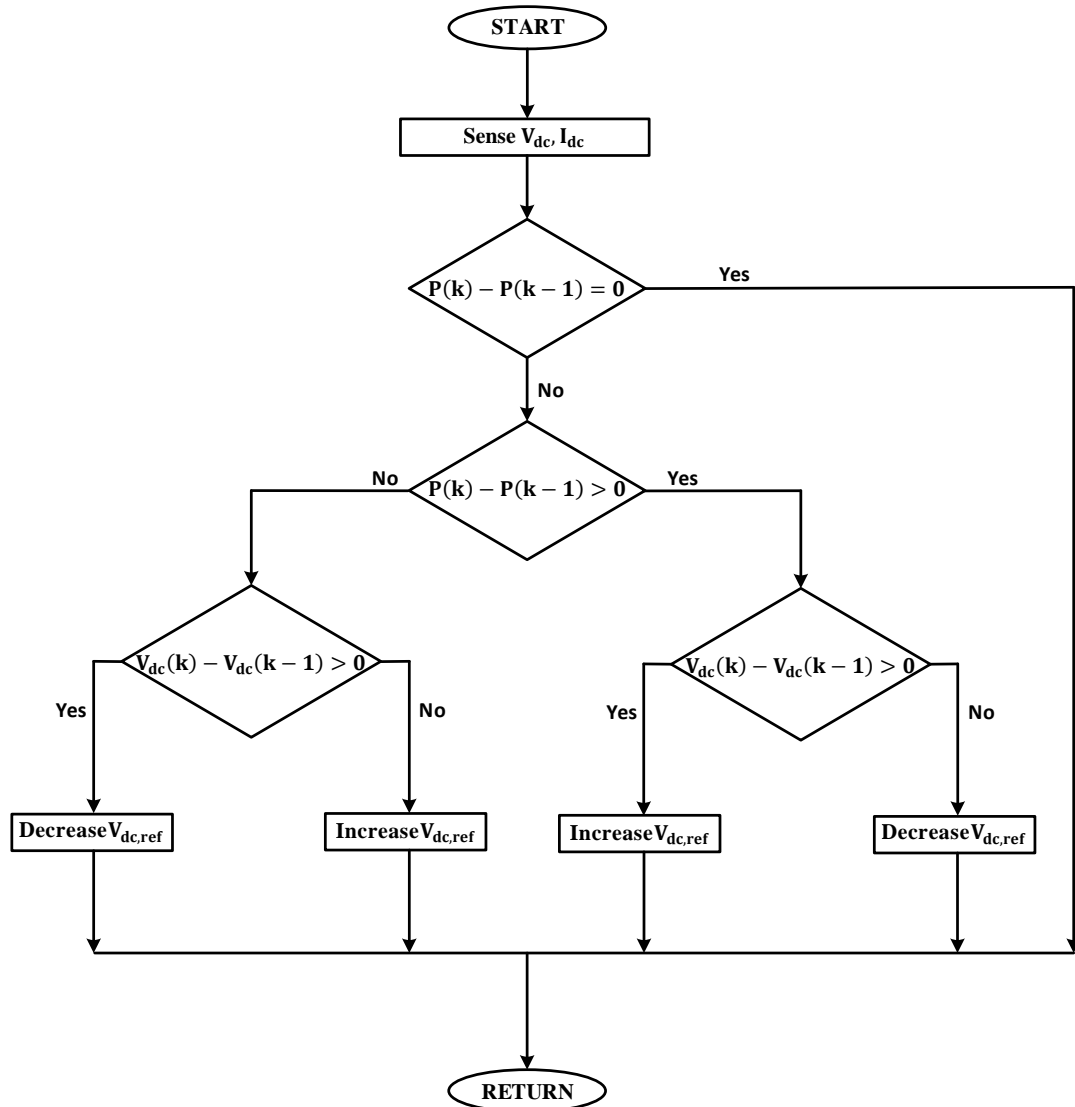 START
Sense V_dc, I_dc
P(k) − P(k − 1) = 0
Yes
No
P(k) − P(k − 1) > 0
No
Yes
V_dc(k) − V_dc(k − 1) > 0
V_dc(k) − V_dc(k − 1) > 0
Yes
No
Yes
No
DecreaseV_dc,ref
IncreaseV_dc,ref
IncreaseV_dc,ref
DecreaseV_dc,ref
RETURN